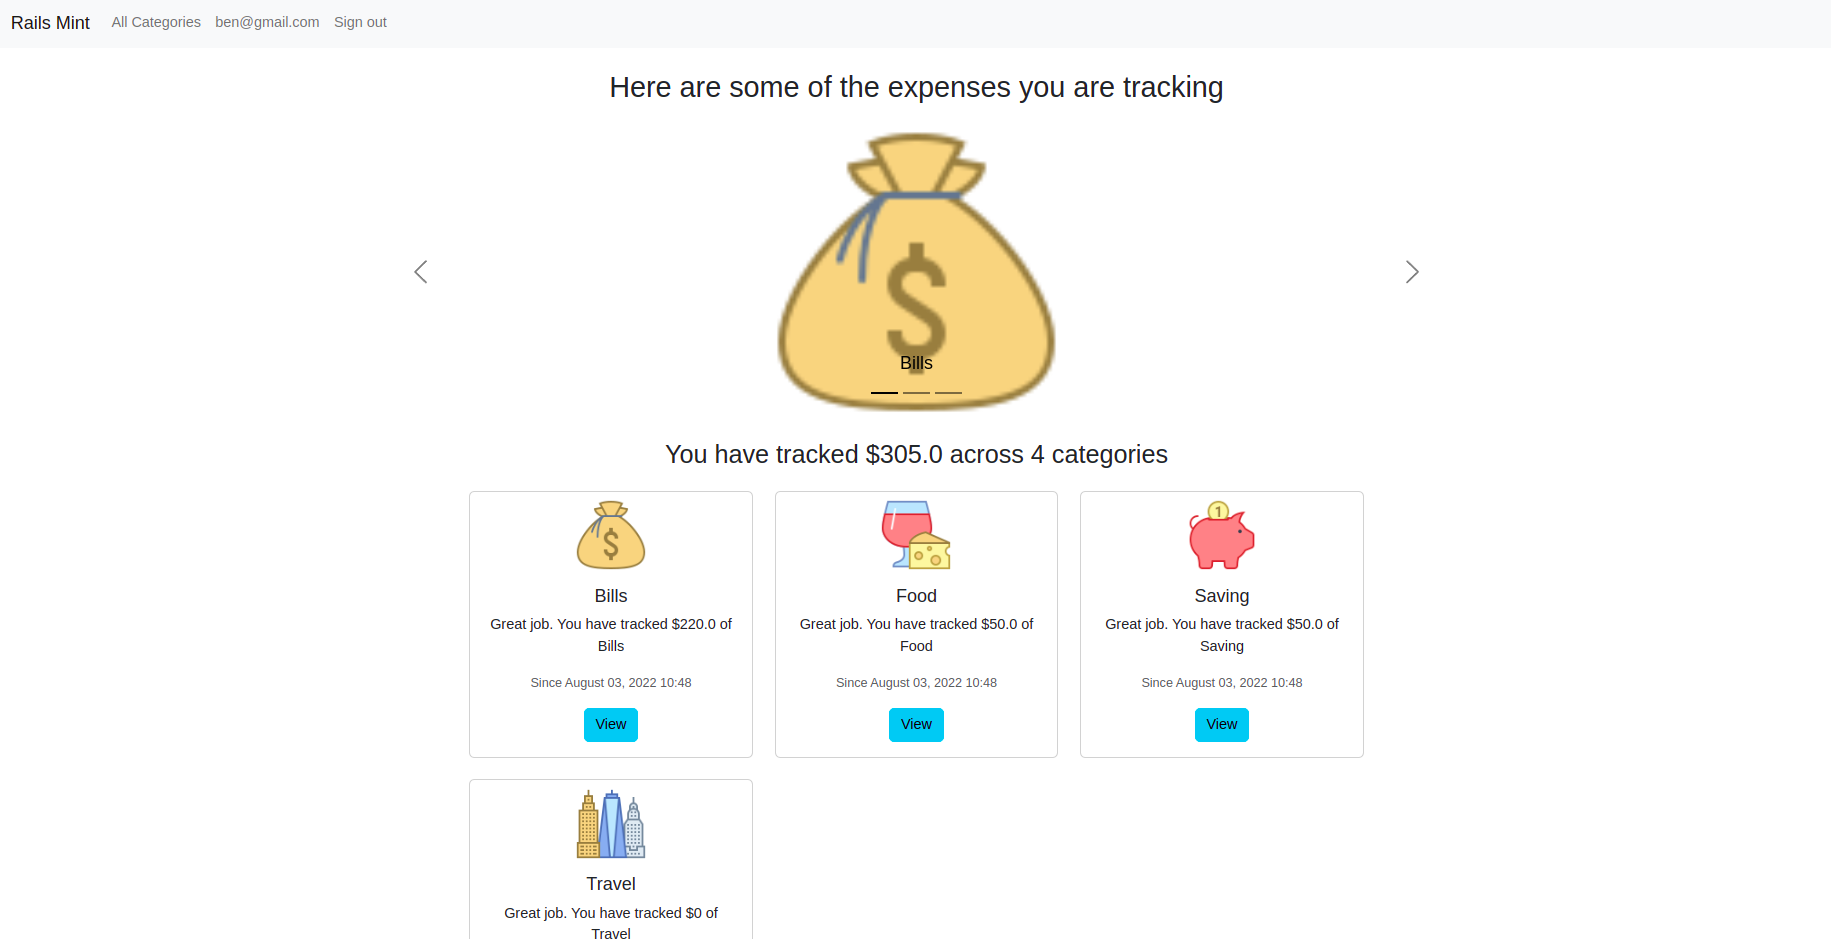 Rails Mint All Categories ben@gmail.com Sign out
Here are some of the expenses you are tracking
$
Bills
You have tracked $305.0 across 4 categories
$
Bills
Great job. You have tracked $220.0 of
Bills
Since August 03, 2022 10:48
View
Food
Great job. You have tracked $50.0 of
Food
Since August 03, 2022 10:48
View
1
Saving
Great job. You have tracked $50.0 of
Saving
Since August 03, 2022 10:48
View
Travel
Great job. You have tracked $0 of
Travel